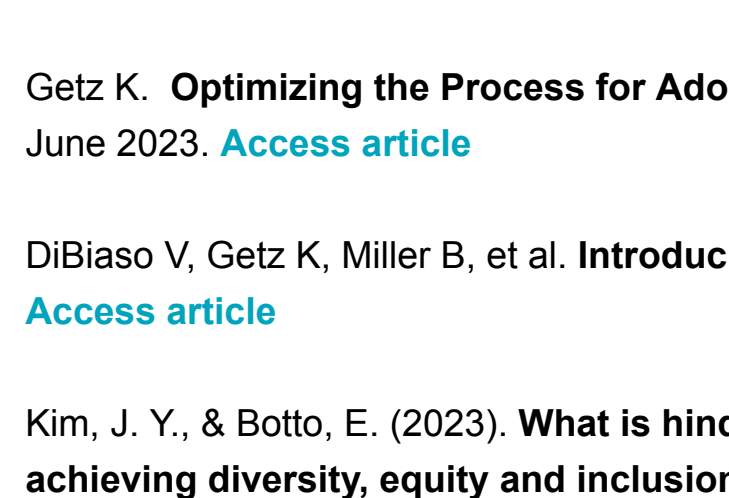 Getz K. Optimizing the Process for Ado
June 2023. Access article
DiBiaso V, Getz K, Miller B, et al. Introduc
Access article
Kim, J. Y., & Botto, E. (2023). What is hind
achieving diversity, equity and inclusion